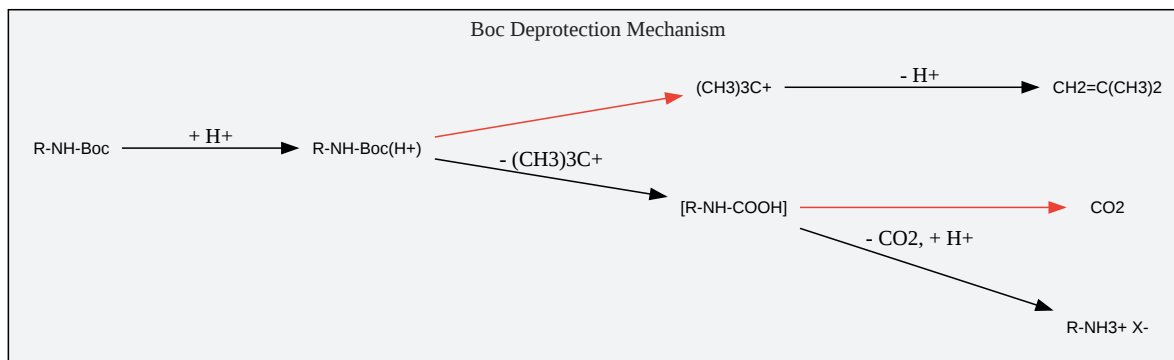 Boc Deprotection Mechanism
(CH3)3C+
- H+
CH2=C(CH3)2
R-NH-Boc
+ H+
R-NH-Boc(H+)
- (CH3)3C+
[R-NH-COOH]
CO2
- CO2, + H+
R-NH3+ X-